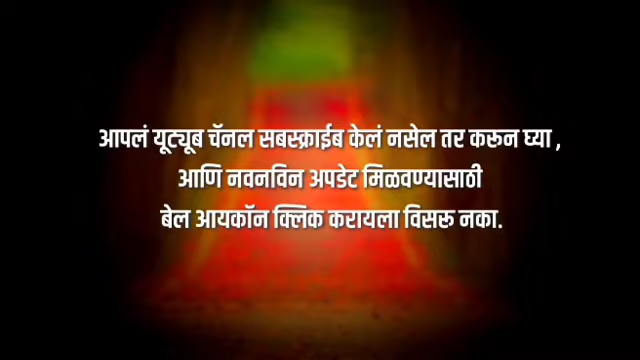 आपलं यूट्यूब चॅनल सबस्क्राईब केलं नसेल तर करून घ्या ,
आणि नवनविन अपडेट मिळवण्यासाठी
बेल आयकॉन क्लिक करायला विसरू नका.